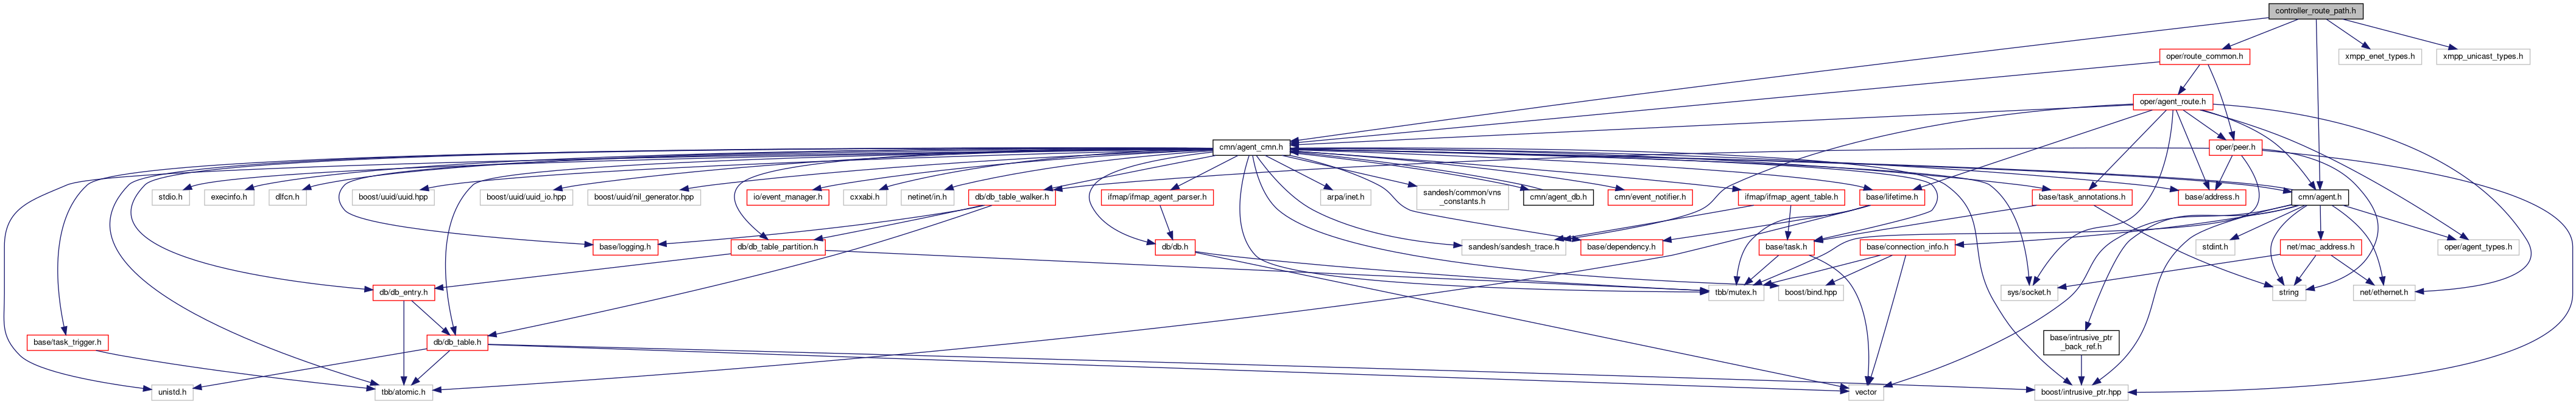 controller_route_path.h
oper/route_common.h
xmpp_enet_types.h
xmpp_unicast_types.h
oper/agent_route.h
cmn/agent_cmn.h
oper/peer.h
stdio.h
execinfo.h
dlfcn.h
boost/uuid/uuid.hpp
boost/uuid/uuid_io.hpp
boost/uuid/nil_generator.hpp
io/event_manager.h
cxxabi.h
netinet/in.h
db/db_table_walker.h
ifmap/ifmap_agent_parser.h
arpa/inet.h
sandesh/common/vns
_constants.h
cmn/agent_db.h
base/lifetime.h
cmn/event_notifier.h
ifmap/ifmap_agent_table.h
base/task_annotations.h
base/address.h
cmn/agent.h
base/logging.h
db/db_table_partition.h
db/db.h
sandesh/sandesh_trace.h
base/dependency.h
base/connection_info.h
base/task.h
stdint.h
net/mac_address.h
oper/agent_types.h
db/db_entry.h
tbb/mutex.h
boost/bind.hpp
sys/socket.h
string
net/ethernet.h
base/task_trigger.h
db/db_table.h
base/intrusive_ptr
_back_ref.h
unistd.h
tbb/atomic.h
vector
boost/intrusive_ptr.hpp